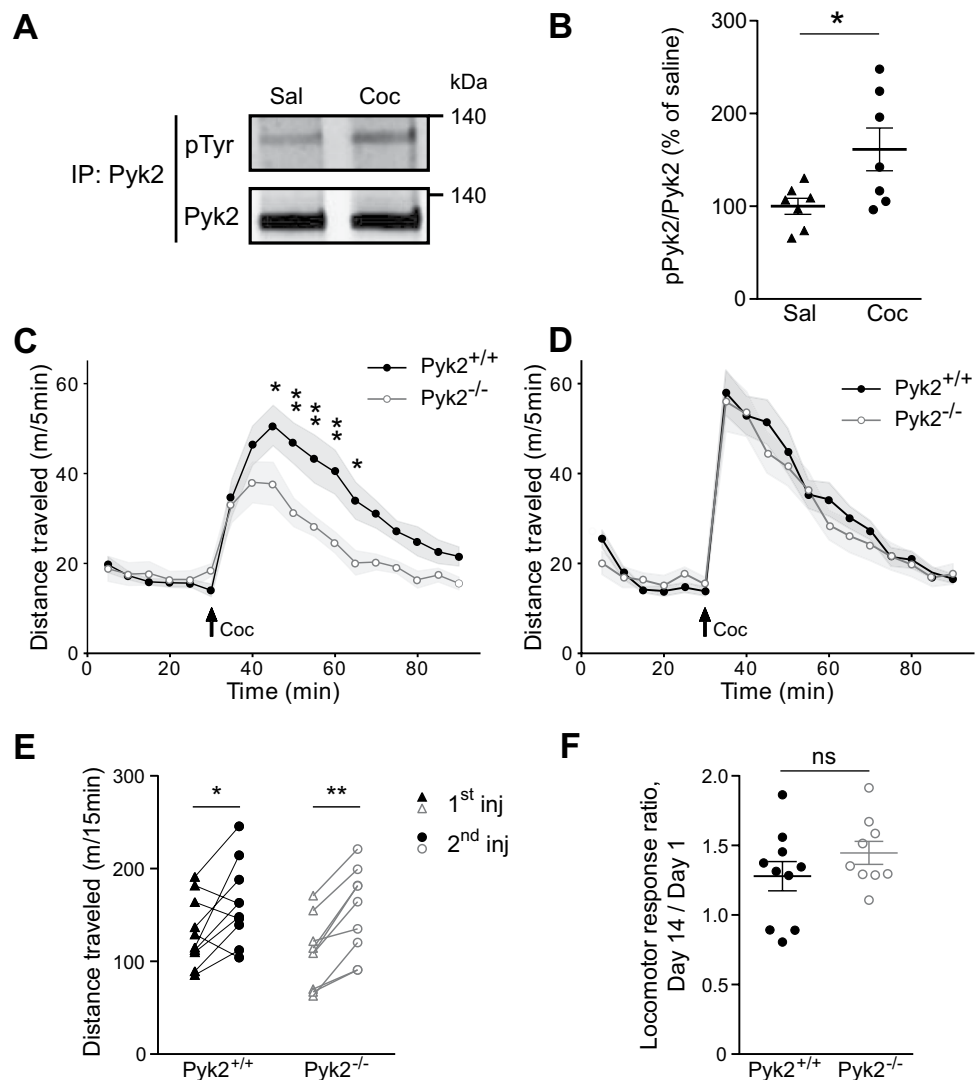 A
Sal Coc kDa
140
IP: Pyk2
pTyr
140
Pyk2
B
*
pPyk2/Pyk2 (% of saline)
300
200
100
0
Sal Coc
C
Distance traveled (m/5min)
60
40
20
0
Pyk2+/+
Pyk2-/-
* ** ** ** *
Coc
0 20 40 60 80
Time (min)
D
Distance traveled (m/5min)
60
40
20
0
Pyk2+/+
Pyk2-/-
Coc
0 20 40 60 80
Time (min)
E
Distance traveled (m/15min)
300
200
100
0
* **
1st inj
2nd inj
Pyk2+/+ Pyk2-/-
F
Locomotor response ratio,
Day 14 / Day 1
ns
2.0
1.5
1.0
0.5
0
Pyk2+/+ Pyk2-/-